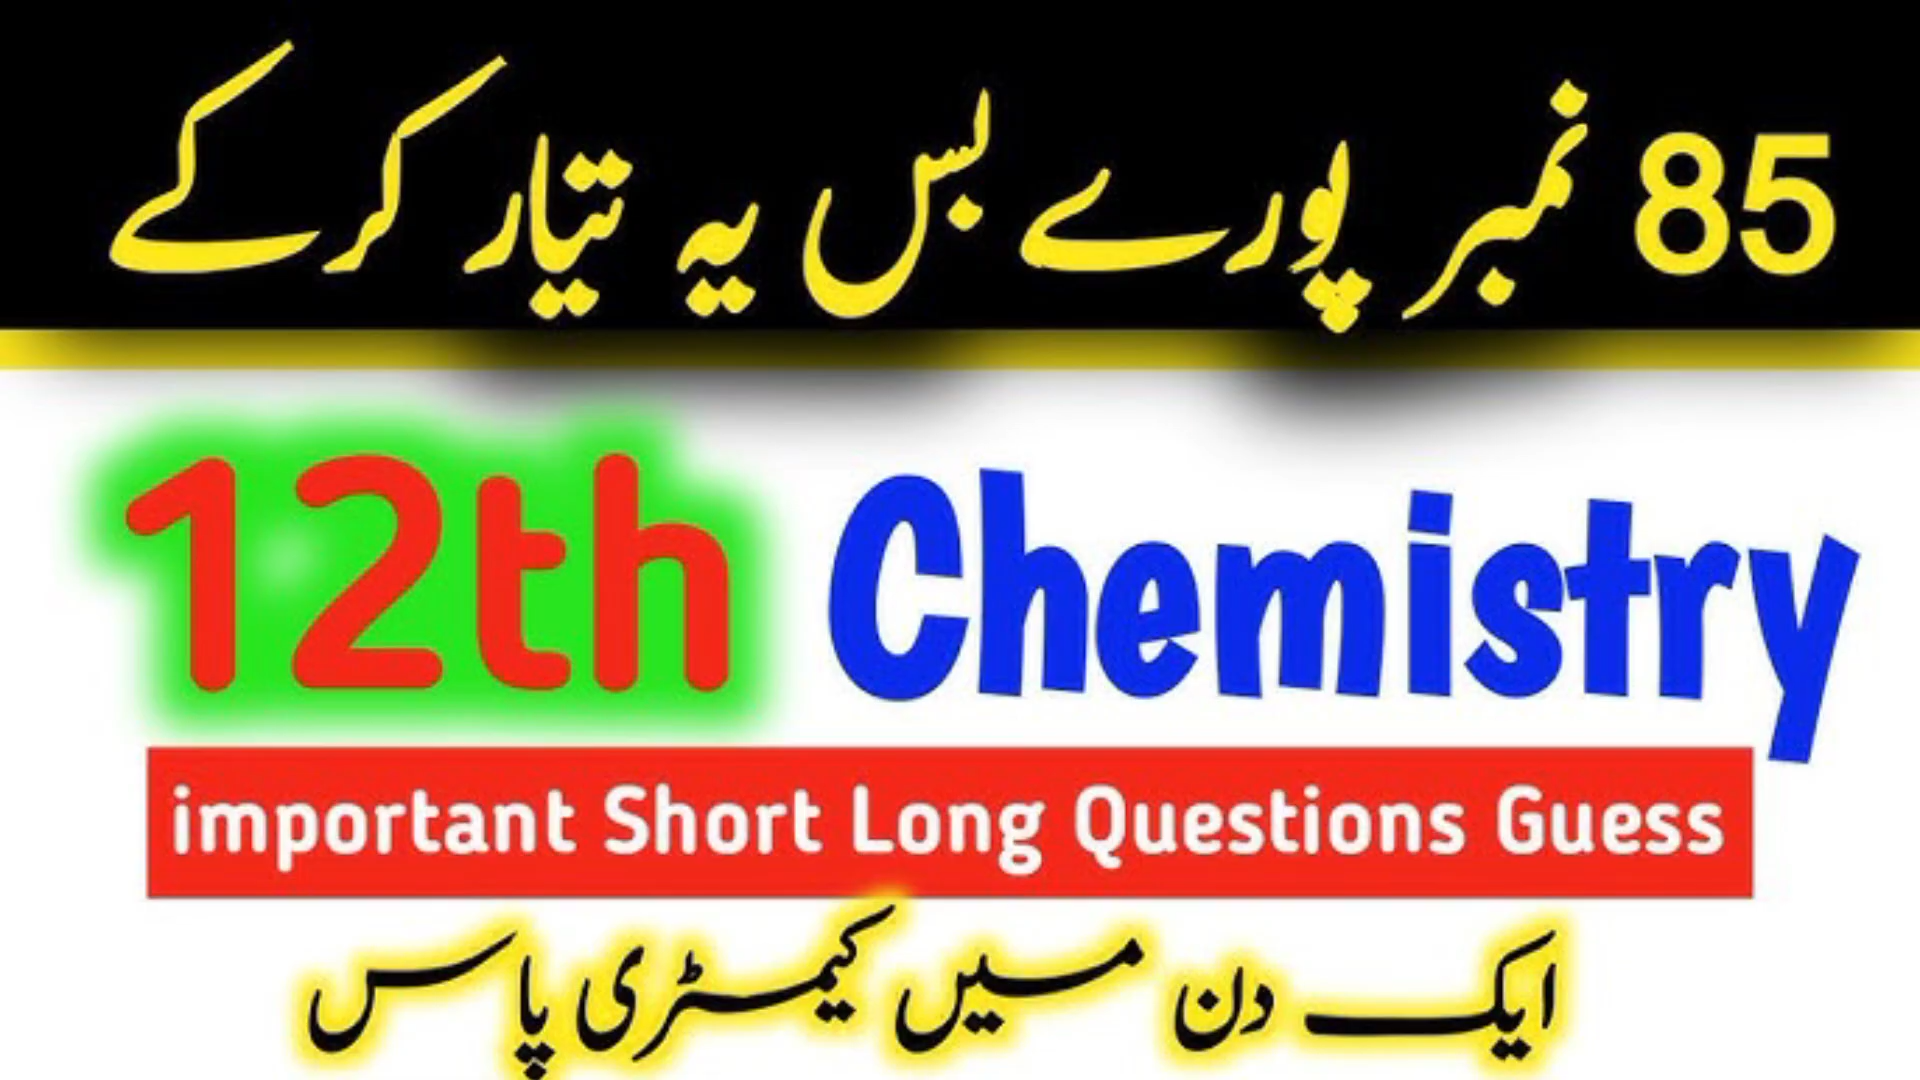 85 نمبر پورے بس یہ تیار کر کے
12th Chemistry
important Short Long Questions Guess
ایک دن میں کیمسٹری پاس